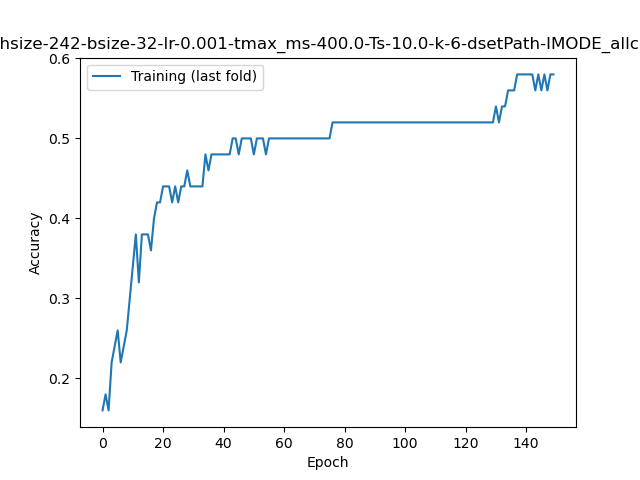 hsize-242-bsize-32-lr-0.001-tmax_ms-400.0-Ts-10.0-k-6-dsetPath-IMODE_allc
Training (last fold)
Accuracy
0.6
0.5
0.4
0.3
0.2
0 20 40 60 80 100 120 140
Epoch